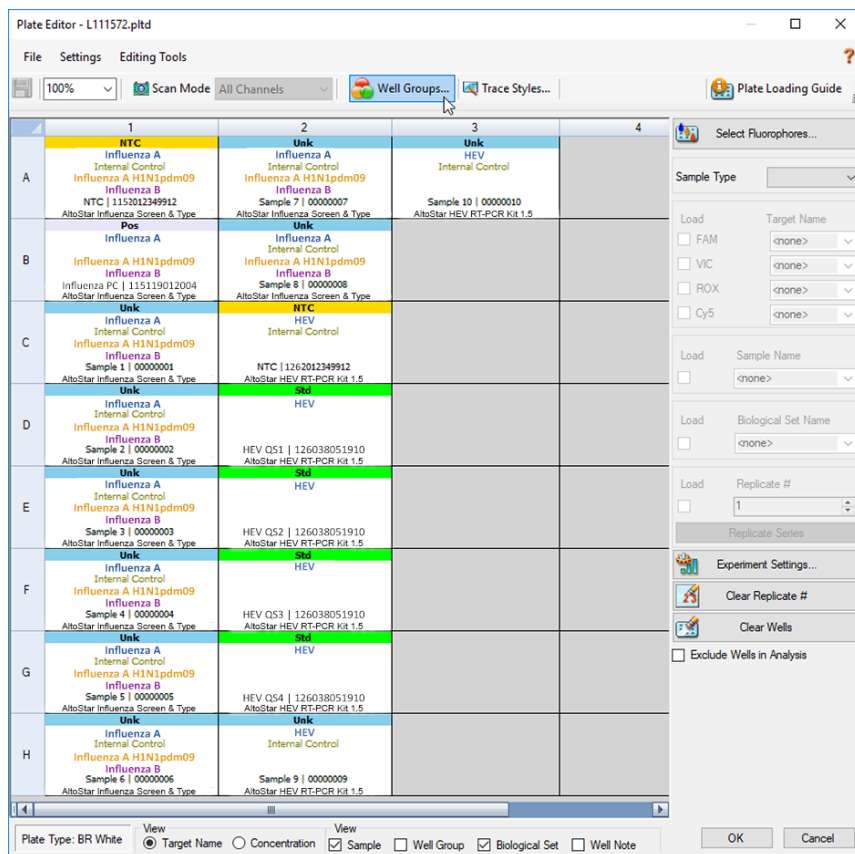 Plate Editor - L111572.pltd
File Settings Editing Tools ?
100% Scan Mode All Channels Well Groups... Trace Styles... Plate Loading Guide
1 2 3 4
A
NTC
Influenza A
Internal Control
Influenza A H1N1pdm09
Influenza B
NTC | 1152012349912
AltoStar Influenza Screen & Type
Unk
Influenza A
Internal Control
Influenza A H1N1pdm09
Influenza B
Sample 7 | 00000007
AltoStar Influenza Screen & Type
Unk
HEV
Internal Control
Sample 10 | 00000010
AltoStar HEV RT-PCR Kit 1.5
B
Pos
Influenza A
Influenza A H1N1pdm09
Influenza B
Influenza PC | 115119012004
AltoStar Influenza Screen & Type
Unk
Influenza A
Internal Control
Influenza A H1N1pdm09
Influenza B
Sample 8 | 00000008
AltoStar Influenza Screen & Type
C
Unk
Influenza A
Internal Control
Influenza A H1N1pdm09
Influenza B
Sample 1 | 00000001
AltoStar Influenza Screen & Type
NTC
HEV
Internal Control
NTC | 1262012349912
AltoStar HEV RT-PCR Kit 1.5
D
Unk
Influenza A
Internal Control
Influenza A H1N1pdm09
Influenza B
Sample 2 | 00000002
AltoStar Influenza Screen & Type
Std
HEV
HEV QS1 | 126038051910
AltoStar HEV RT-PCR Kit 1.5
E
Unk
Influenza A
Internal Control
Influenza A H1N1pdm09
Influenza B
Sample 3 | 00000003
AltoStar Influenza Screen & Type
Std
HEV
HEV QS2 | 126038051910
AltoStar HEV RT-PCR Kit 1.5
F
Unk
Influenza A
Internal Control
Influenza A H1N1pdm09
Influenza B
Sample 4 | 00000004
AltoStar Influenza Screen & Type
Std
HEV
HEV QS3 | 126038051910
AltoStar HEV RT-PCR Kit 1.5
G
Unk
Influenza A
Internal Control
Influenza A H1N1pdm09
Influenza B
Sample 5 | 00000005
AltoStar Influenza Screen & Type
Std
HEV
HEV QS4 | 126038051910
AltoStar HEV RT-PCR Kit 1.5
H
Unk
Influenza A
Internal Control
Influenza A H1N1pdm09
Influenza B
Sample 6 | 00000006
AltoStar Influenza Screen & Type
Unk
HEV
Internal Control
Sample 9 | 00000009
AltoStar HEV RT-PCR Kit 1.5
Select Fluorophores...
Sample Type
Load Target Name
FAM <none>
VIC <none>
ROX <none>
Cy5 <none>
Load Sample Name
<none>
Load Biological Set Name
<none>
Load Replicate #
1
Replicate Series
Experiment Settings...
Clear Replicate #
Clear Wells
Exclude Wells in Analysis
Plate Type: BR White
View
Target Name Concentration
View
Sample Well Group Biological Set Well Note
OK Cancel